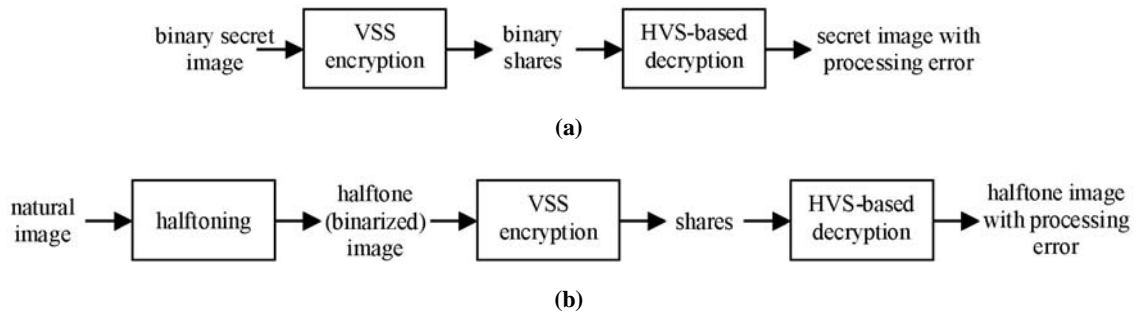 binary secret
image
VSS
encryption
binary
shares
HVS-based
decryption
secret image with
processing error
(a)
natural
image
halftoning
halftone
(binarized)
image
VSS
encryption
shares
HVS-based
decryption
halftone image
with processing
error
(b)